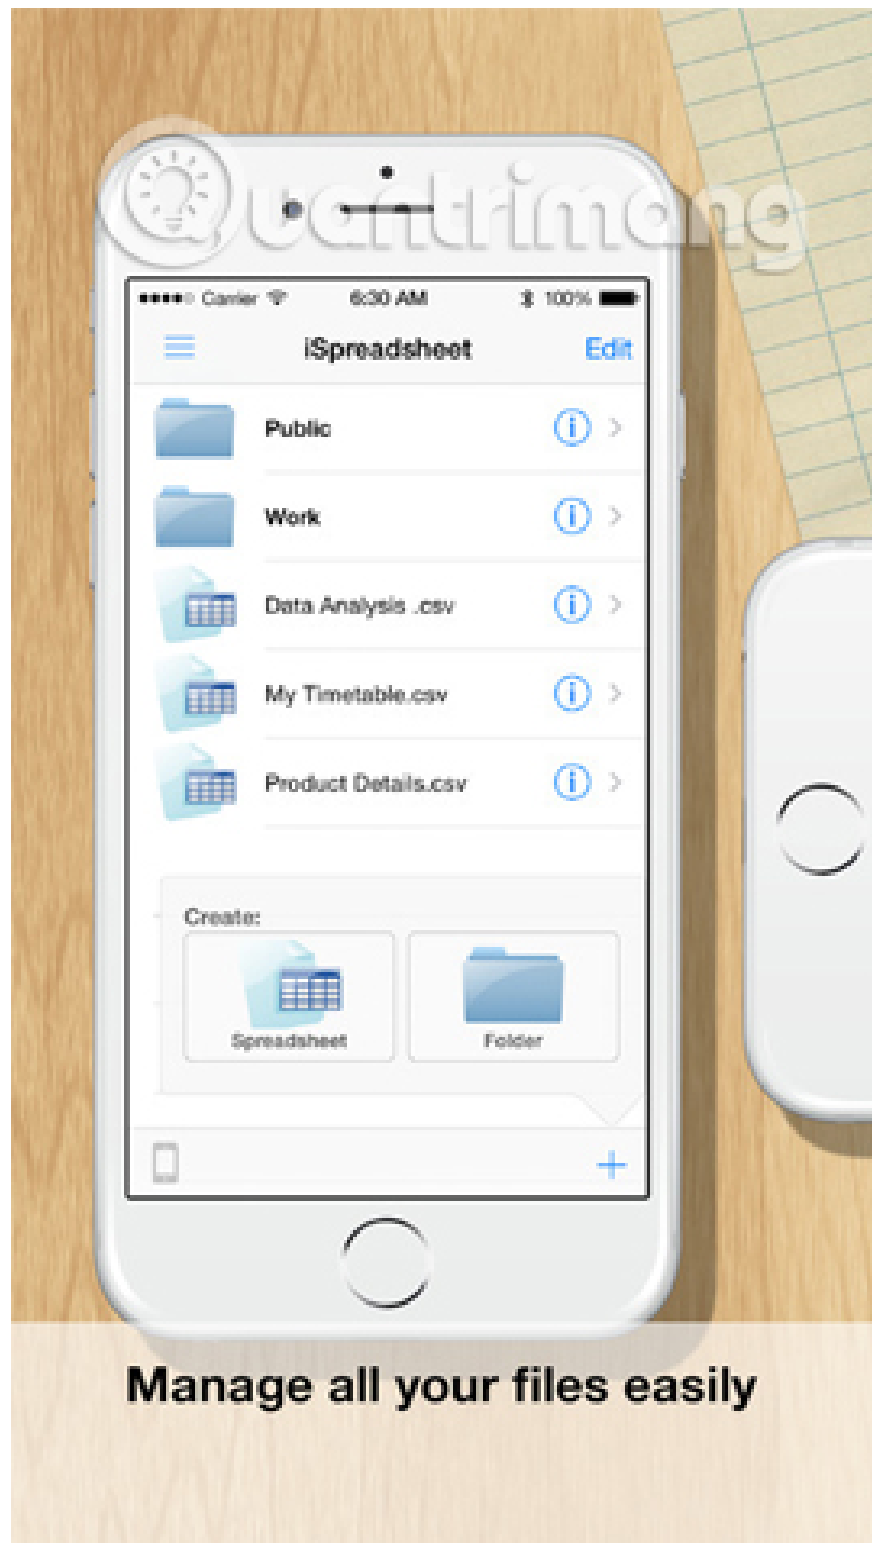 Quantrimang
Carrier 6:30 AM 100%
iSpreadsheet Edit
Public
Work
Data Analysis .csv
My Timetable.csv
Product Details.csv
Create:
Spreadsheet Folder
Manage all your files easily